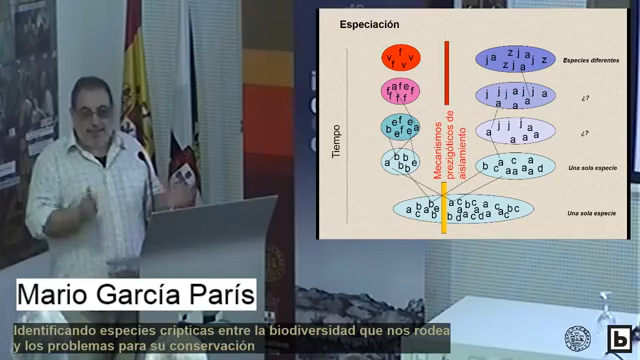 Especiación
Tiempo
Mecanismos
prezigóticos de
aislamiento
v f v
f v
j a z j a j z
z j a
Especies diferentes
f a f e f
f f f
j j j a j j a
a a a
¿?
e f e
b e f e a
j j j j
a a a a
¿?
a b b e
b b
b c a c a a d
c a a a
Una sola especie
a b b b a c b c a c b c
c a b e b d a c d a c
Una sola especie
Mario García París
Identificando especies crípticas entre la biodiversidad que nos rodea
y los problemas para su conservación
b